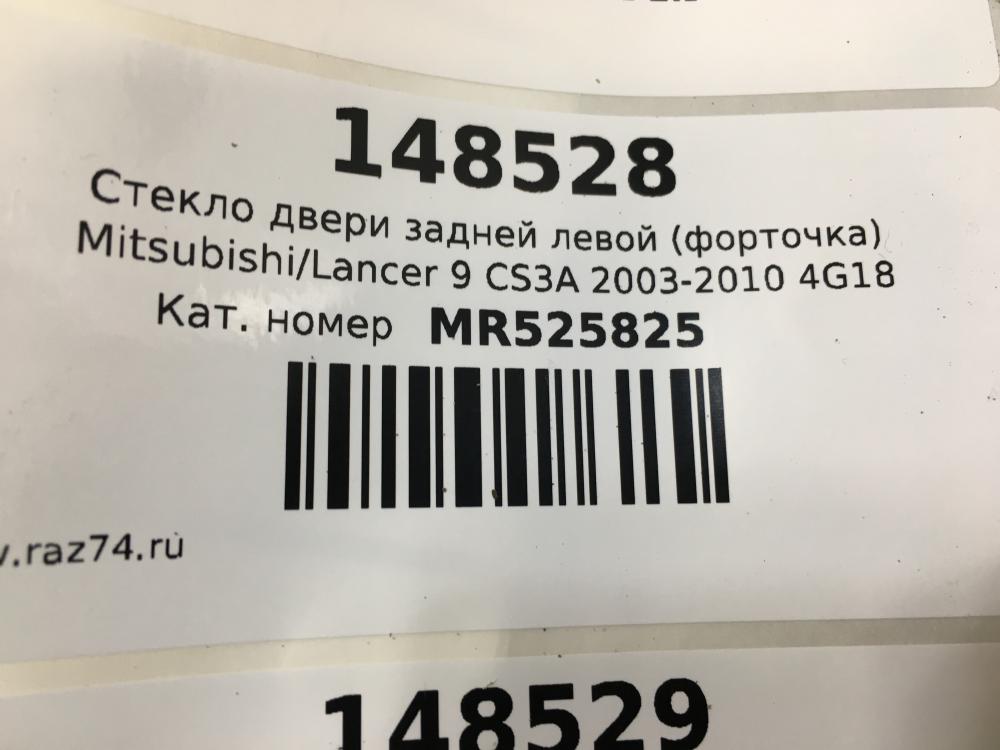 148528
Стекло двери задней левой (форточка)
Mitsubishi/Lancer 9 CS3A 2003-2010 4G18
Кат. номер MR525825
.raz74.ru
148529